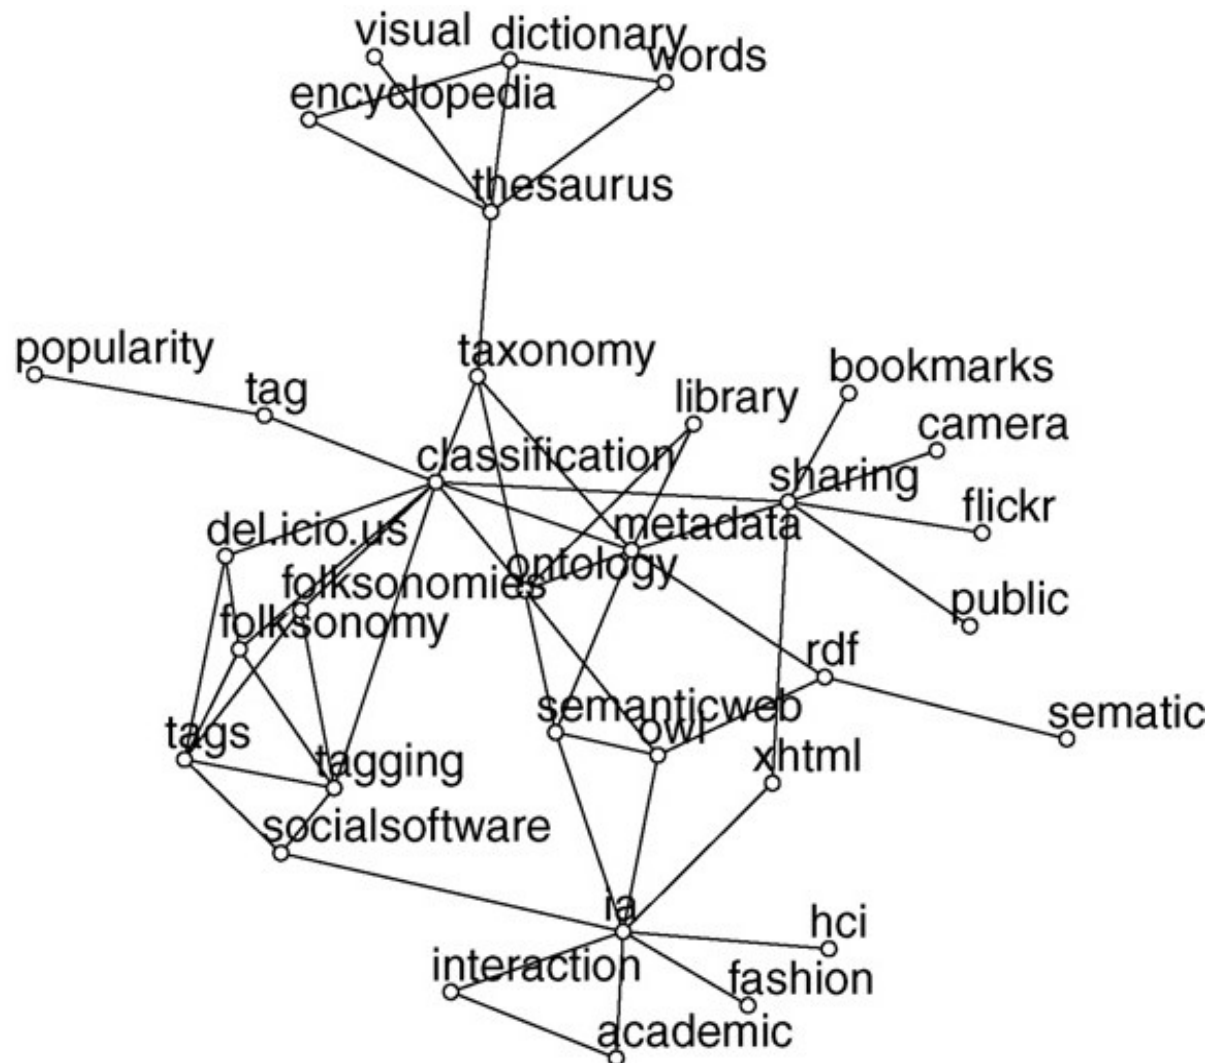 visual
dictionary
words
encyclopedia
thesaurus
popularity
tag
taxonomy
library
bookmarks
camera
classification
sharing
flickr
del.icio.us
metadata
ontology
folksonomies
folksonomy
public
rdf
semanticweb
owl
sematic
tags
tagging
xhtml
socialsoftware
ia
hci
interaction
fashion
academic